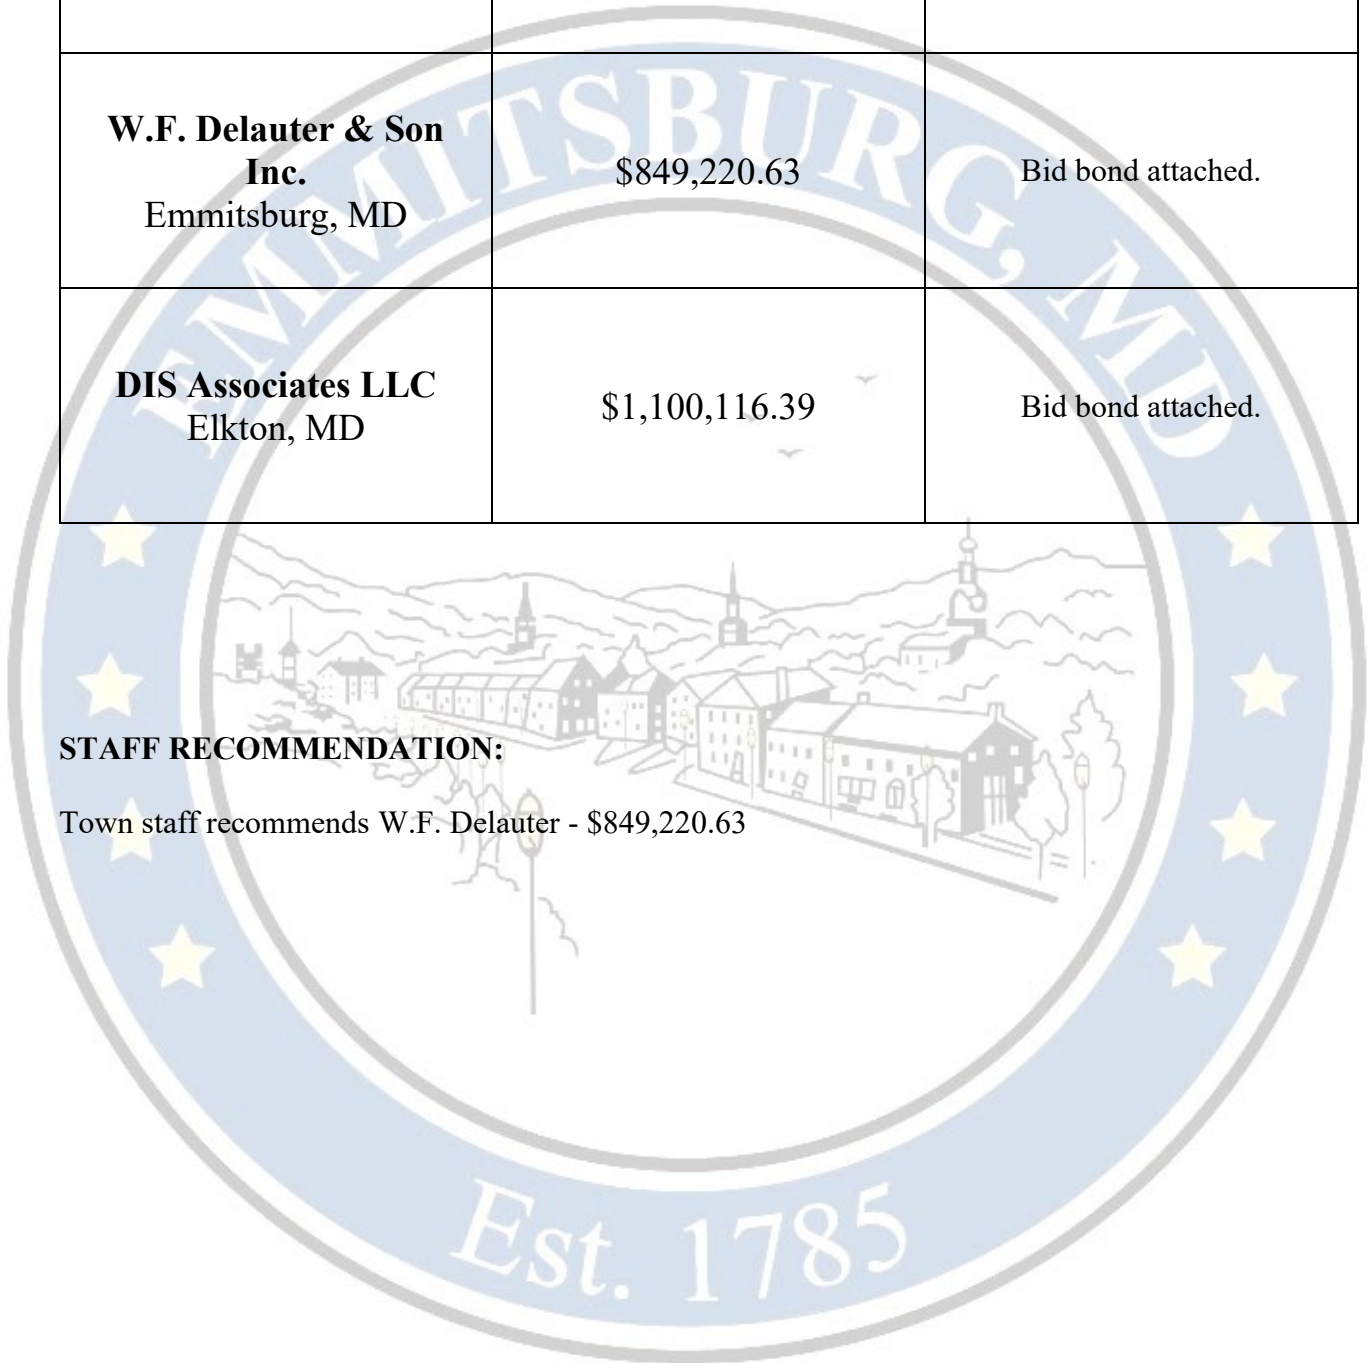 EMMITSBURG, MD
W.F. Delauter & Son
Inc.
Emmitsburg, MD
$849,220.63
Bid bond attached.
DIS Associates LLC
Elkton, MD
$1,100,116.39
Bid bond attached.
STAFF RECOMMENDATION:
Town staff recommends W.F. Delauter - $849,220.63
Est. 1785